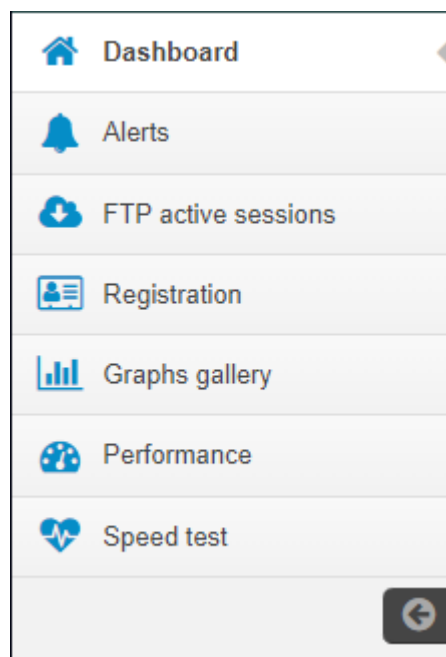 Dashboard
Alerts
FTP active sessions
Registration
Graphs gallery
Performance
Speed test